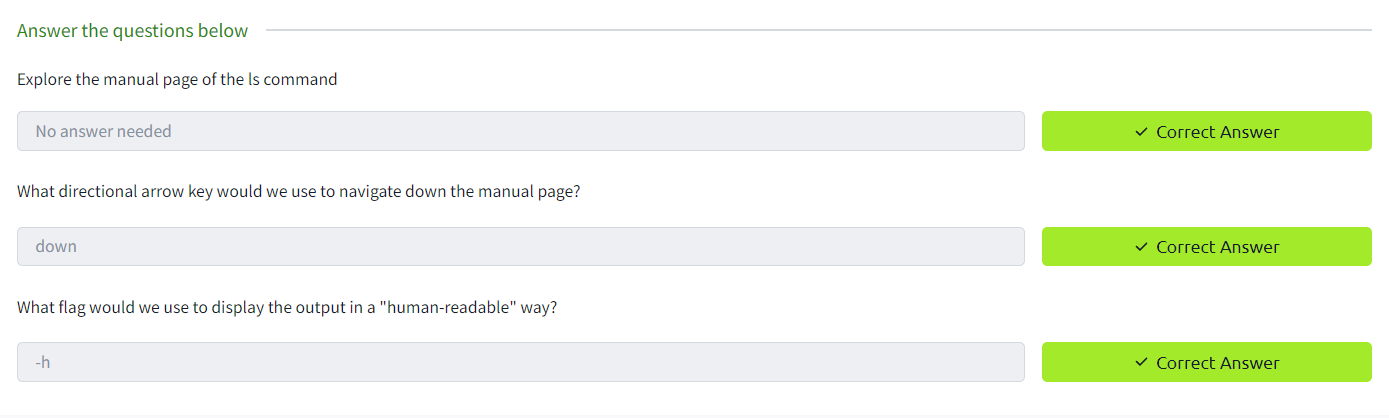 Answer the questions below
Explore the manual page of the ls command
No answer needed
✓ Correct Answer
What directional arrow key would we use to navigate down the manual page?
down
✓ Correct Answer
What flag would we use to display the output in a "human-readable" way?
-h
✓ Correct Answer